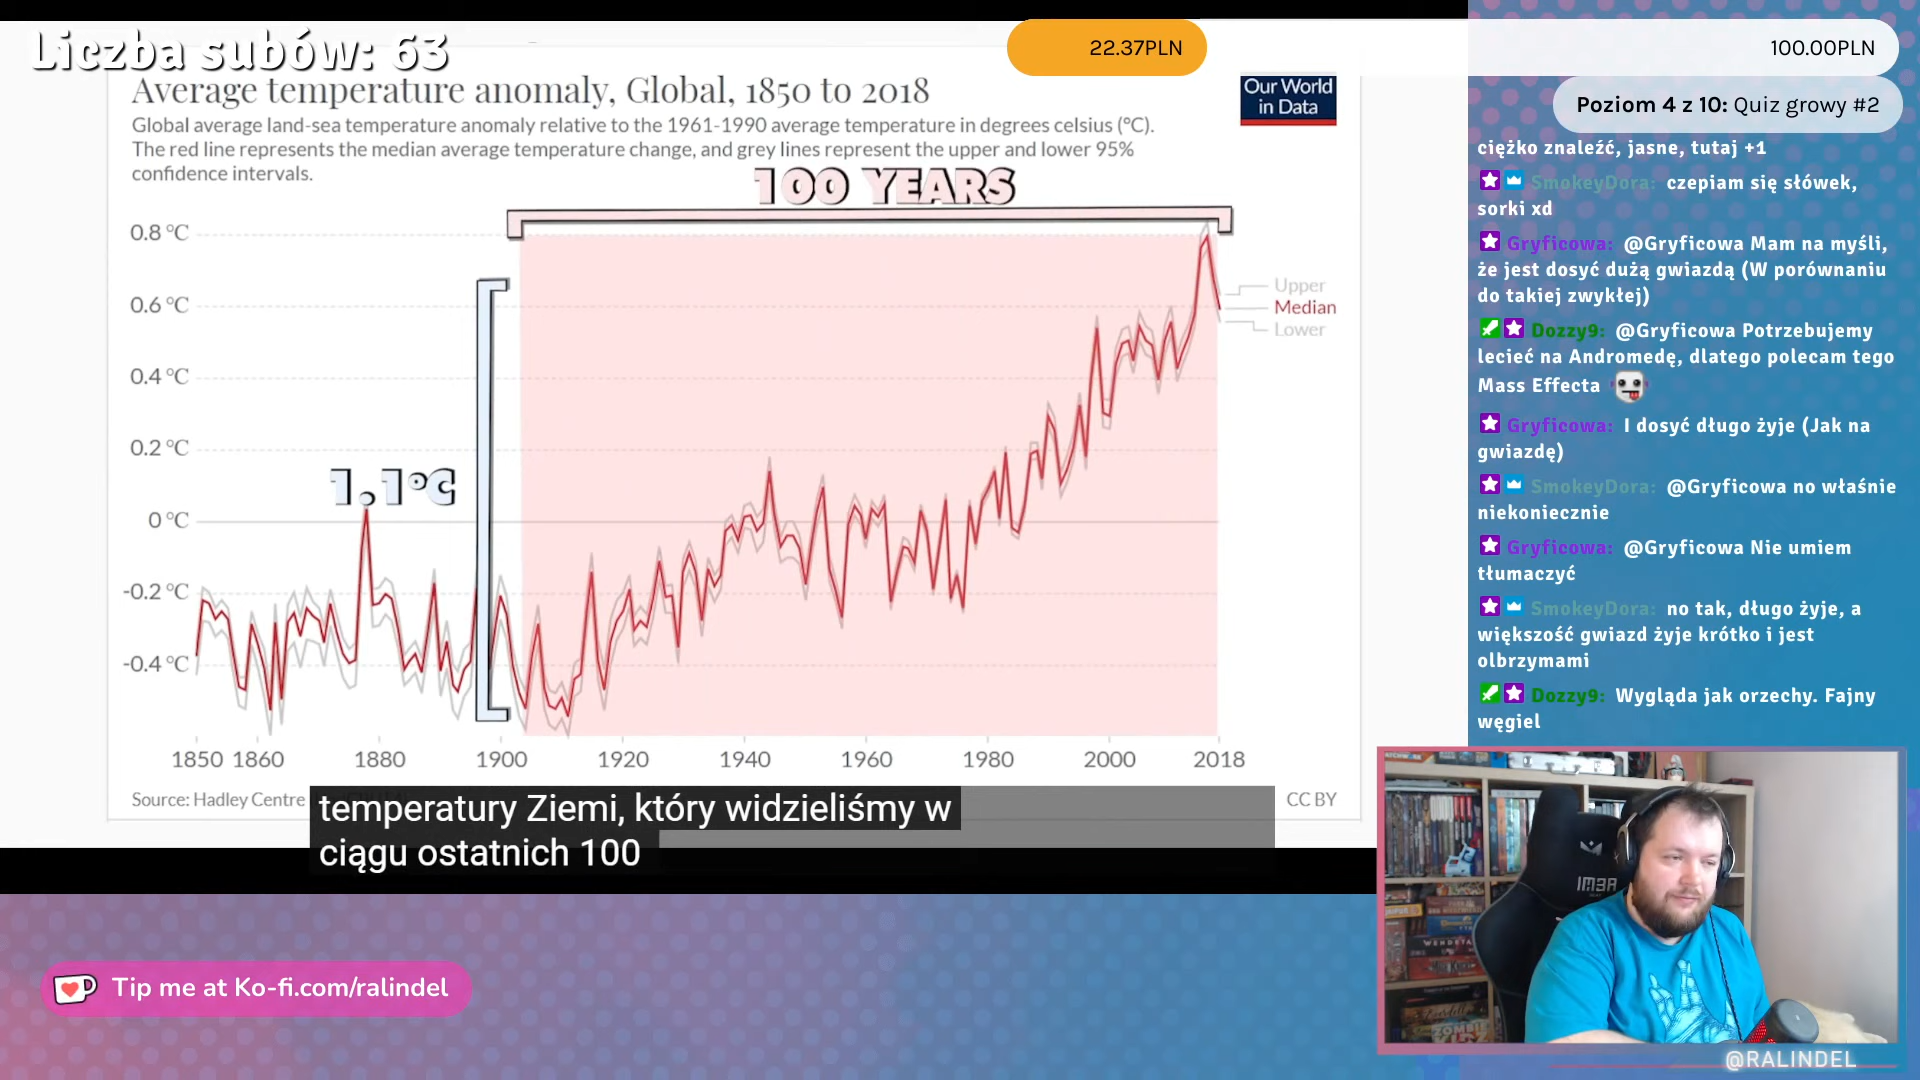 Liczba subów: 63
22.37PLN
100.00PLN
Poziom 4 z 10: Quiz growy #2
Average temperature anomaly, Global, 1850 to 2018
Our World
in Data
Global average land-sea temperature anomaly relative to the 1961-1990 average temperature in degrees celsius (°C).
The red line represents the median average temperature change, and grey lines represent the upper and lower 95%
confidence intervals.
100 YEARS
0.8 °C
0.6 °C
0.4 °C
0.2 °C
0 °C
-0.2 °C
-0.4 °C
1.1°C
Upper
Median
Lower
1850 1860 1880 1900 1920 1940 1960 1980 2000 2018
Source: Hadley Centre
CC BY
temperatury Ziemi, który widzieliśmy w
ciągu ostatnich 100
ciężko znaleźć, jasne, tutaj +1
SmokeyDora: czepiam się słówek,
sorki xd
Gryficowa: @Gryficowa Mam na myśli,
że jest dosyć dużą gwiazdą (W porównaniu
do takiej zwykłej)
Dozzy9: @Gryficowa Potrzebujemy
lecieć na Andromedę, dlatego polecam tego
Mass Effecta
Gryficowa: I dosyć długo żyje (Jak na
gwiazdę)
SmokeyDora: @Gryficowa no właśnie
niekoniecznie
Gryficowa: @Gryficowa Nie umiem
tłumaczyć
SmokeyDora: no tak, długo żyje, a
większość gwiazd żyje krótko i jest
olbrzymami
Dozzy9: Wygląda jak orzechy. Fajny
węgiel
Tip me at Ko-fi.com/ralindel
@RALINDEL